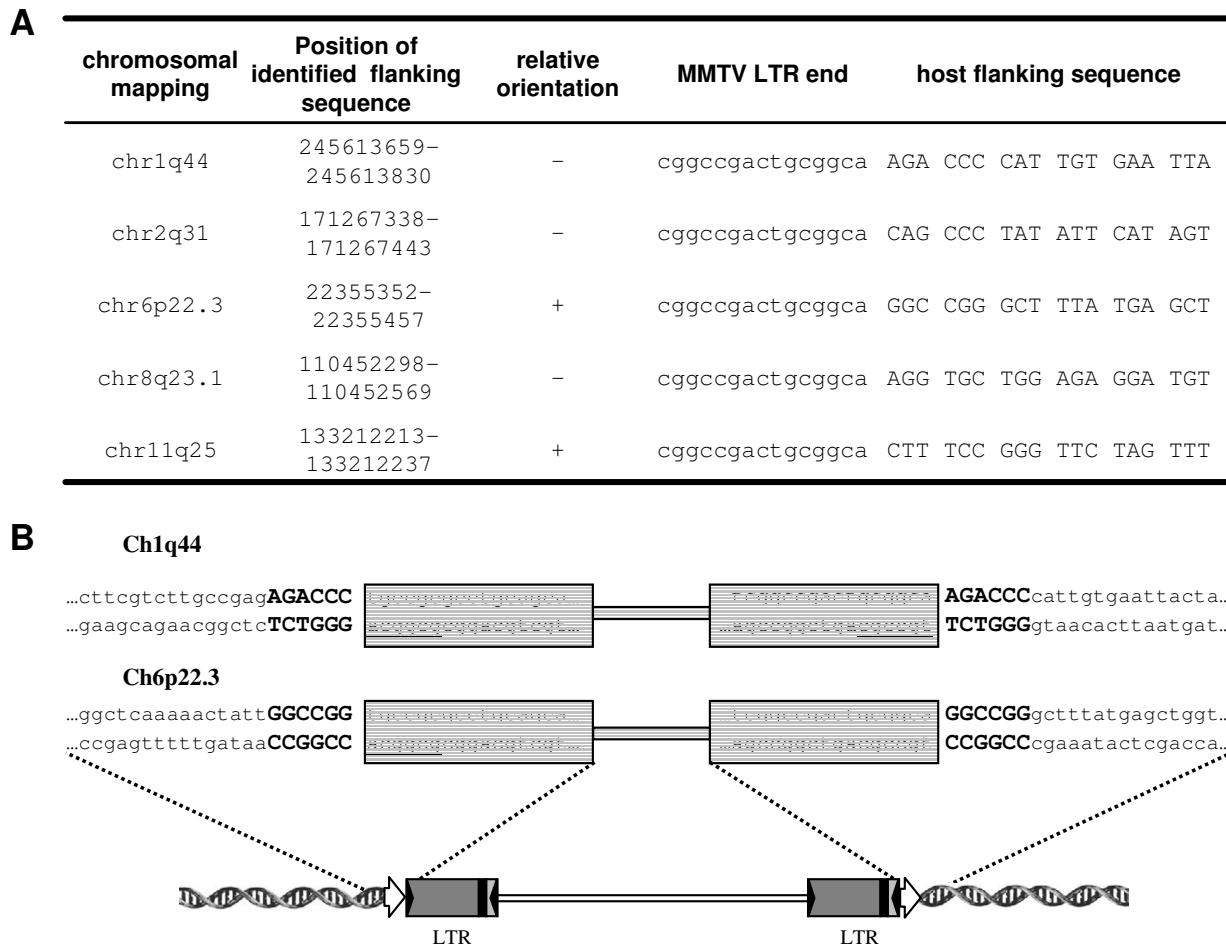 A
chromosomal mapping | Position of identified flanking sequence | relative orientation | MMTV LTR end | host flanking sequence
chr1q44 | 245613659–245613830 | – | cggccgactgcggca | AGA CCC CAT TGT GAA TTA
chr2q31 | 171267338–171267443 | – | cggccgactgcggca | CAG CCC TAT ATT CAT AGT
chr6p22.3 | 22355352–22355457 | + | cggccgactgcggca | GGC CGG GCT TTA TGA GCT
chr8q23.1 | 110452298–110452569 | – | cggccgactgcggca | AGG TGC TGG AGA GGA TGT
chr11q25 | 133212213–133212237 | + | cggccgactgcggca | CTT TCC GGG TTC TAG TTT
B
Ch1q44
…cttcgtcttgccgagAGACCC AGACCCcattgtgaattacta…
…gaagcagaacggctcTCTGGG TCTGGGgtaacacttaatgat…
Ch6p22.3
…ggctcaaaaactattGGCCGG GGCCGGgctttatgagctggt…
…ccgagtttttgataaCCGGCC CCGGCCcgaaatactcgacca…
LTR LTR